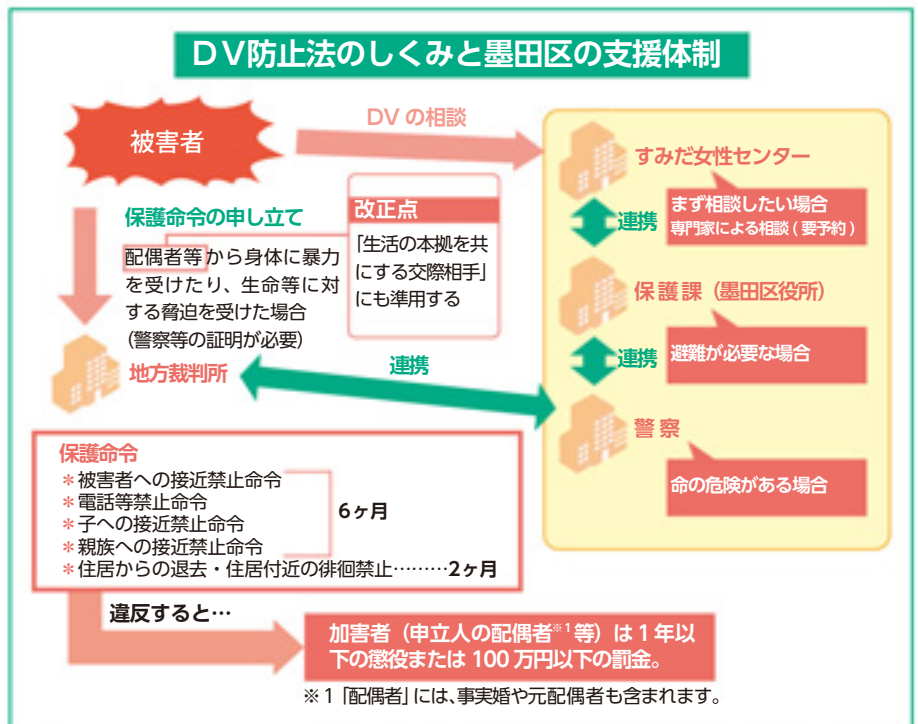 DV防止法のしくみと墨田区の支援体制
被害者
DVの相談
保護命令の申し立て
配偶者等から身体に暴力
を受けたり、生命等に対
する脅迫を受けた場合
(警察等の証明が必要)
改正点
「生活の本拠を共
にする交際相手」
にも準用する
すみだ女性センター
まず相談したい場合
専門家による相談(要予約)
連携
保護課(墨田区役所)
避難が必要な場合
連携
警察
命の危険がある場合
地方裁判所
連携
保護命令
*被害者への接近禁止命令
*電話等禁止命令
*子への接近禁止命令
*親族への接近禁止命令
6ヶ月
*住居からの退去・住居付近の徘徊禁止………2ヶ月
違反すると…
加害者(申立人の配偶者※1等)は1年以
下の懲役または100万円以下の罰金。
※1「配偶者」には、事実婚や元配偶者も含まれます。